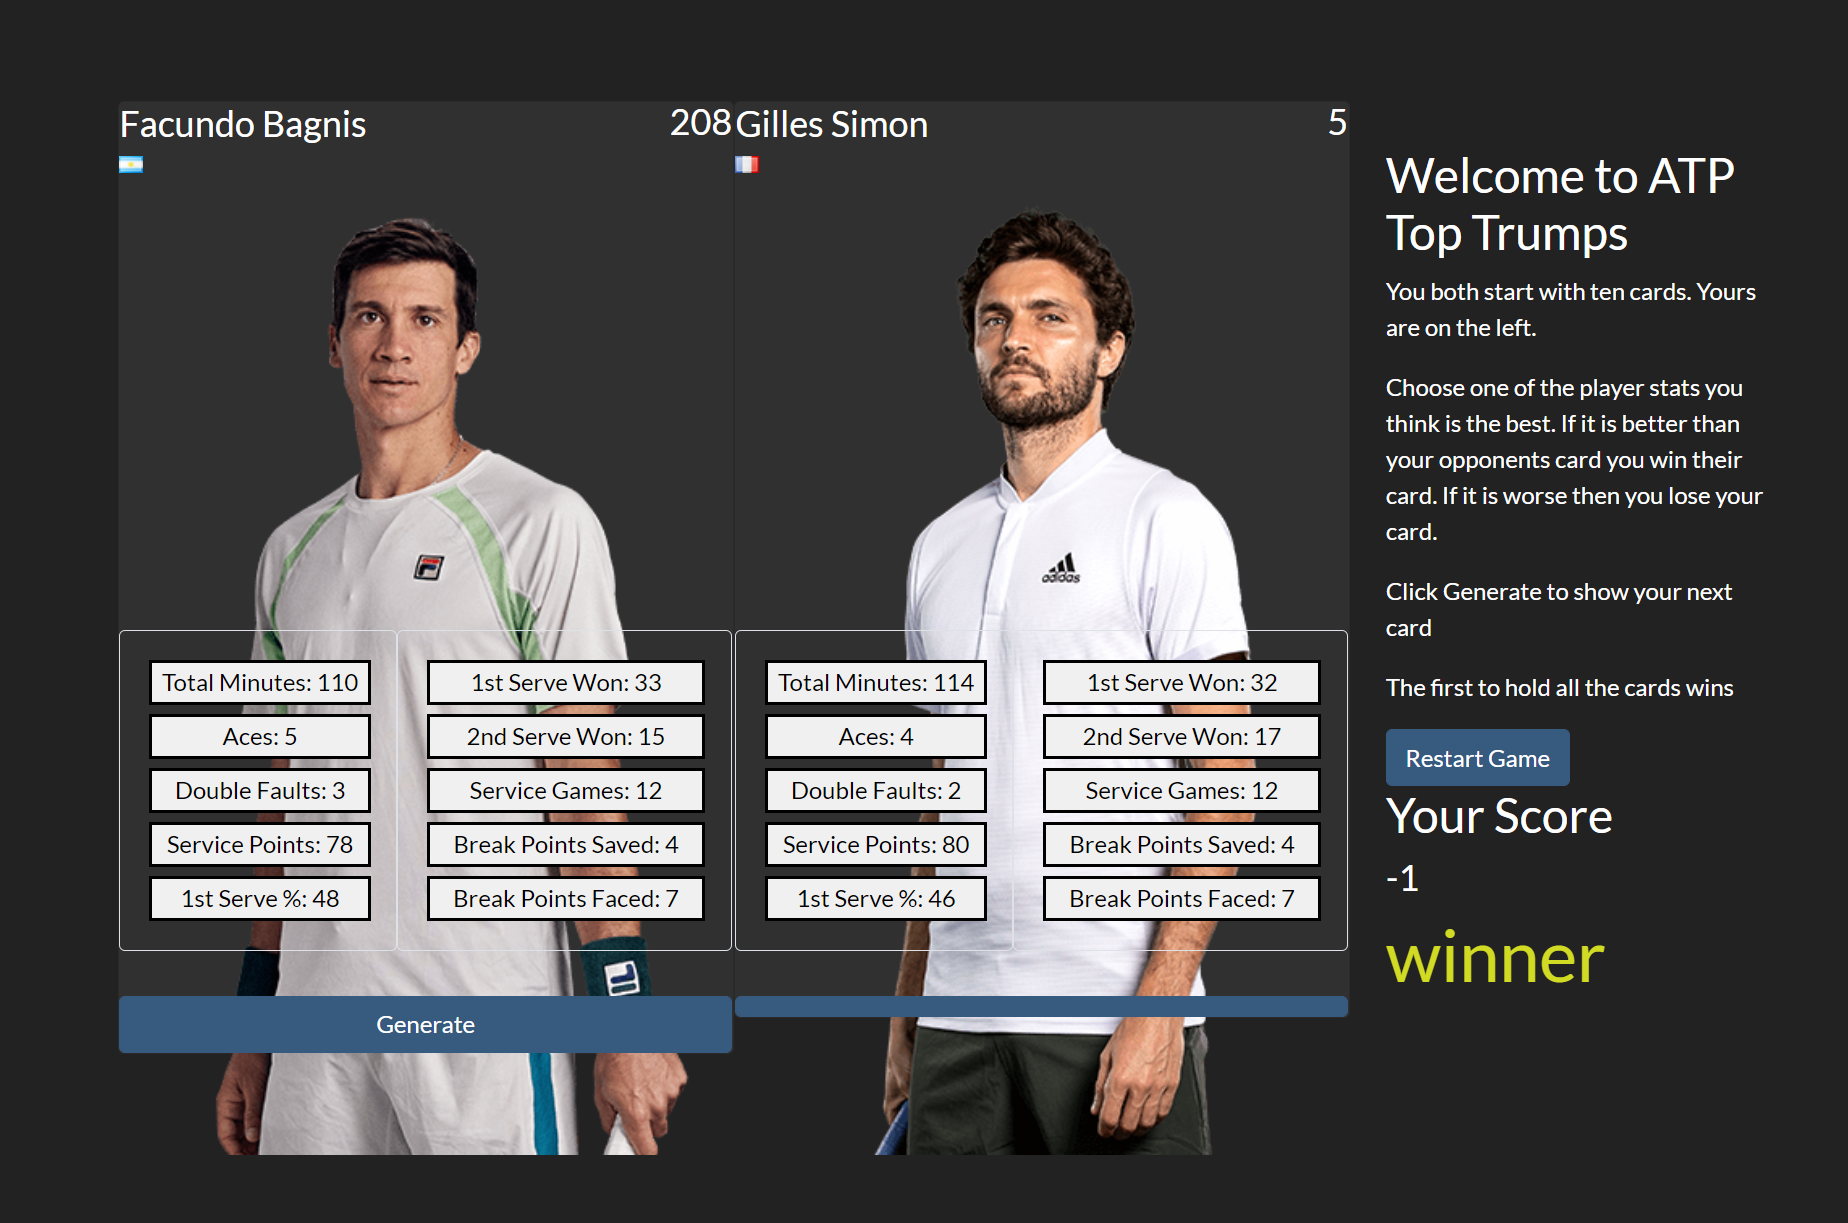 Facundo Bagnis 208
Total Minutes: 110
Aces: 5
Double Faults: 3
Service Points: 78
1st Serve %: 48
1st Serve Won: 33
2nd Serve Won: 15
Service Games: 12
Break Points Saved: 4
Break Points Faced: 7
Generate
Gilles Simon 5
adidas
Total Minutes: 114
Aces: 4
Double Faults: 2
Service Points: 80
1st Serve %: 46
1st Serve Won: 32
2nd Serve Won: 17
Service Games: 12
Break Points Saved: 4
Break Points Faced: 7
Welcome to ATP
Top Trumps
You both start with ten cards. Yours
are on the left.
Choose one of the player stats you
think is the best. If it is better than
your opponents card you win their
card. If it is worse then you lose your
card.
Click Generate to show your next
card
The first to hold all the cards wins
Restart Game
Your Score
-1
winner